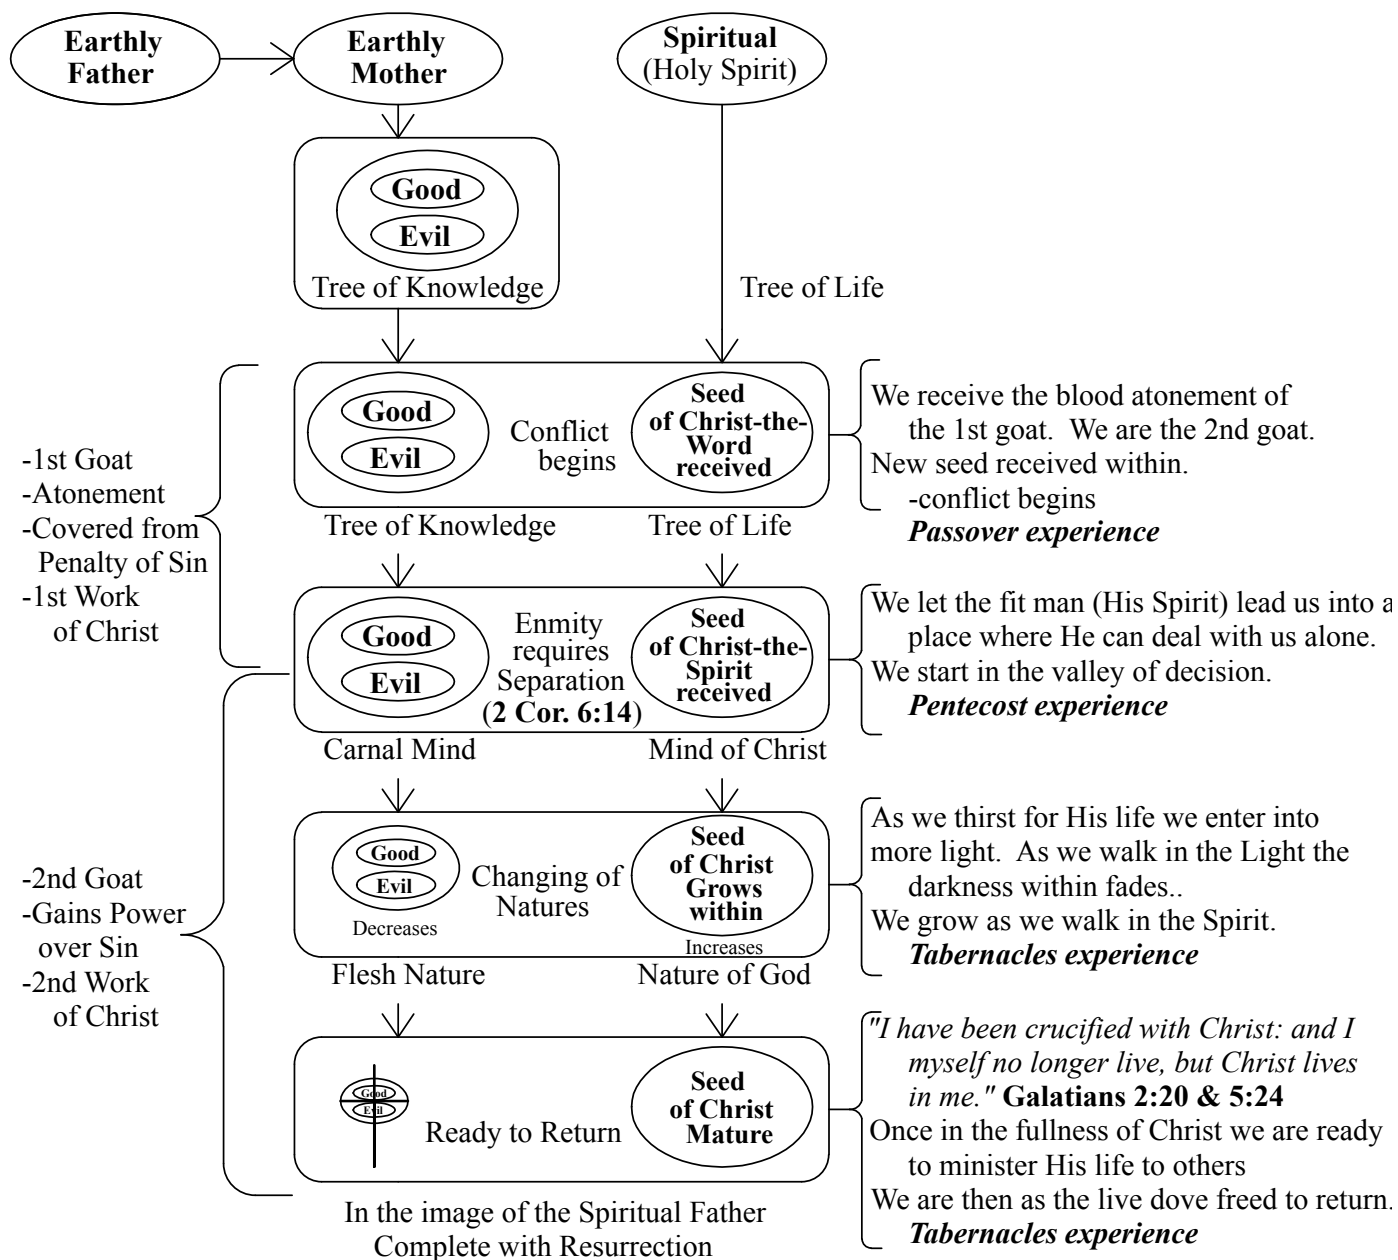 Earthly
Father
Earthly
Mother
Spiritual
(Holy Spirit)
Good
Evil
Tree of Knowledge
Tree of Life
-1st Goat
-Atonement
-Covered from
Penalty of Sin
-1st Work
of Christ
Good
Evil
Conflict
begins
Seed
of Christ-the-
Word
received
We receive the blood atonement of
the 1st goat. We are the 2nd goat.
New seed received within.
-conflict begins
Passover experience
Tree of Knowledge
Tree of Life
Good
Evil
Enmity
requires
Separation
(2 Cor. 6:14)
Seed
of Christ-the-
Spirit
received
We let the fit man (His Spirit) lead us into a
place where He can deal with us alone.
We start in the valley of decision.
Pentecost experience
Carnal Mind
Mind of Christ
-2nd Goat
-Gains Power
over Sin
-2nd Work
of Christ
Good
Evil
Decreases
Changing of
Natures
Seed
of Christ
Grows
within
Increases
As we thirst for His life we enter into
more light. As we walk in the Light the
darkness within fades..
We grow as we walk in the Spirit.
Tabernacles experience
Flesh Nature
Nature of God
Good
Evil
Ready to Return
Seed
of Christ
Mature
"I have been crucified with Christ: and I
myself no longer live, but Christ lives
in me." Galatians 2:20 & 5:24
Once in the fullness of Christ we are ready
to minister His life to others
We are then as the live dove freed to return.
Tabernacles experience
In the image of the Spiritual Father
Complete with Resurrection